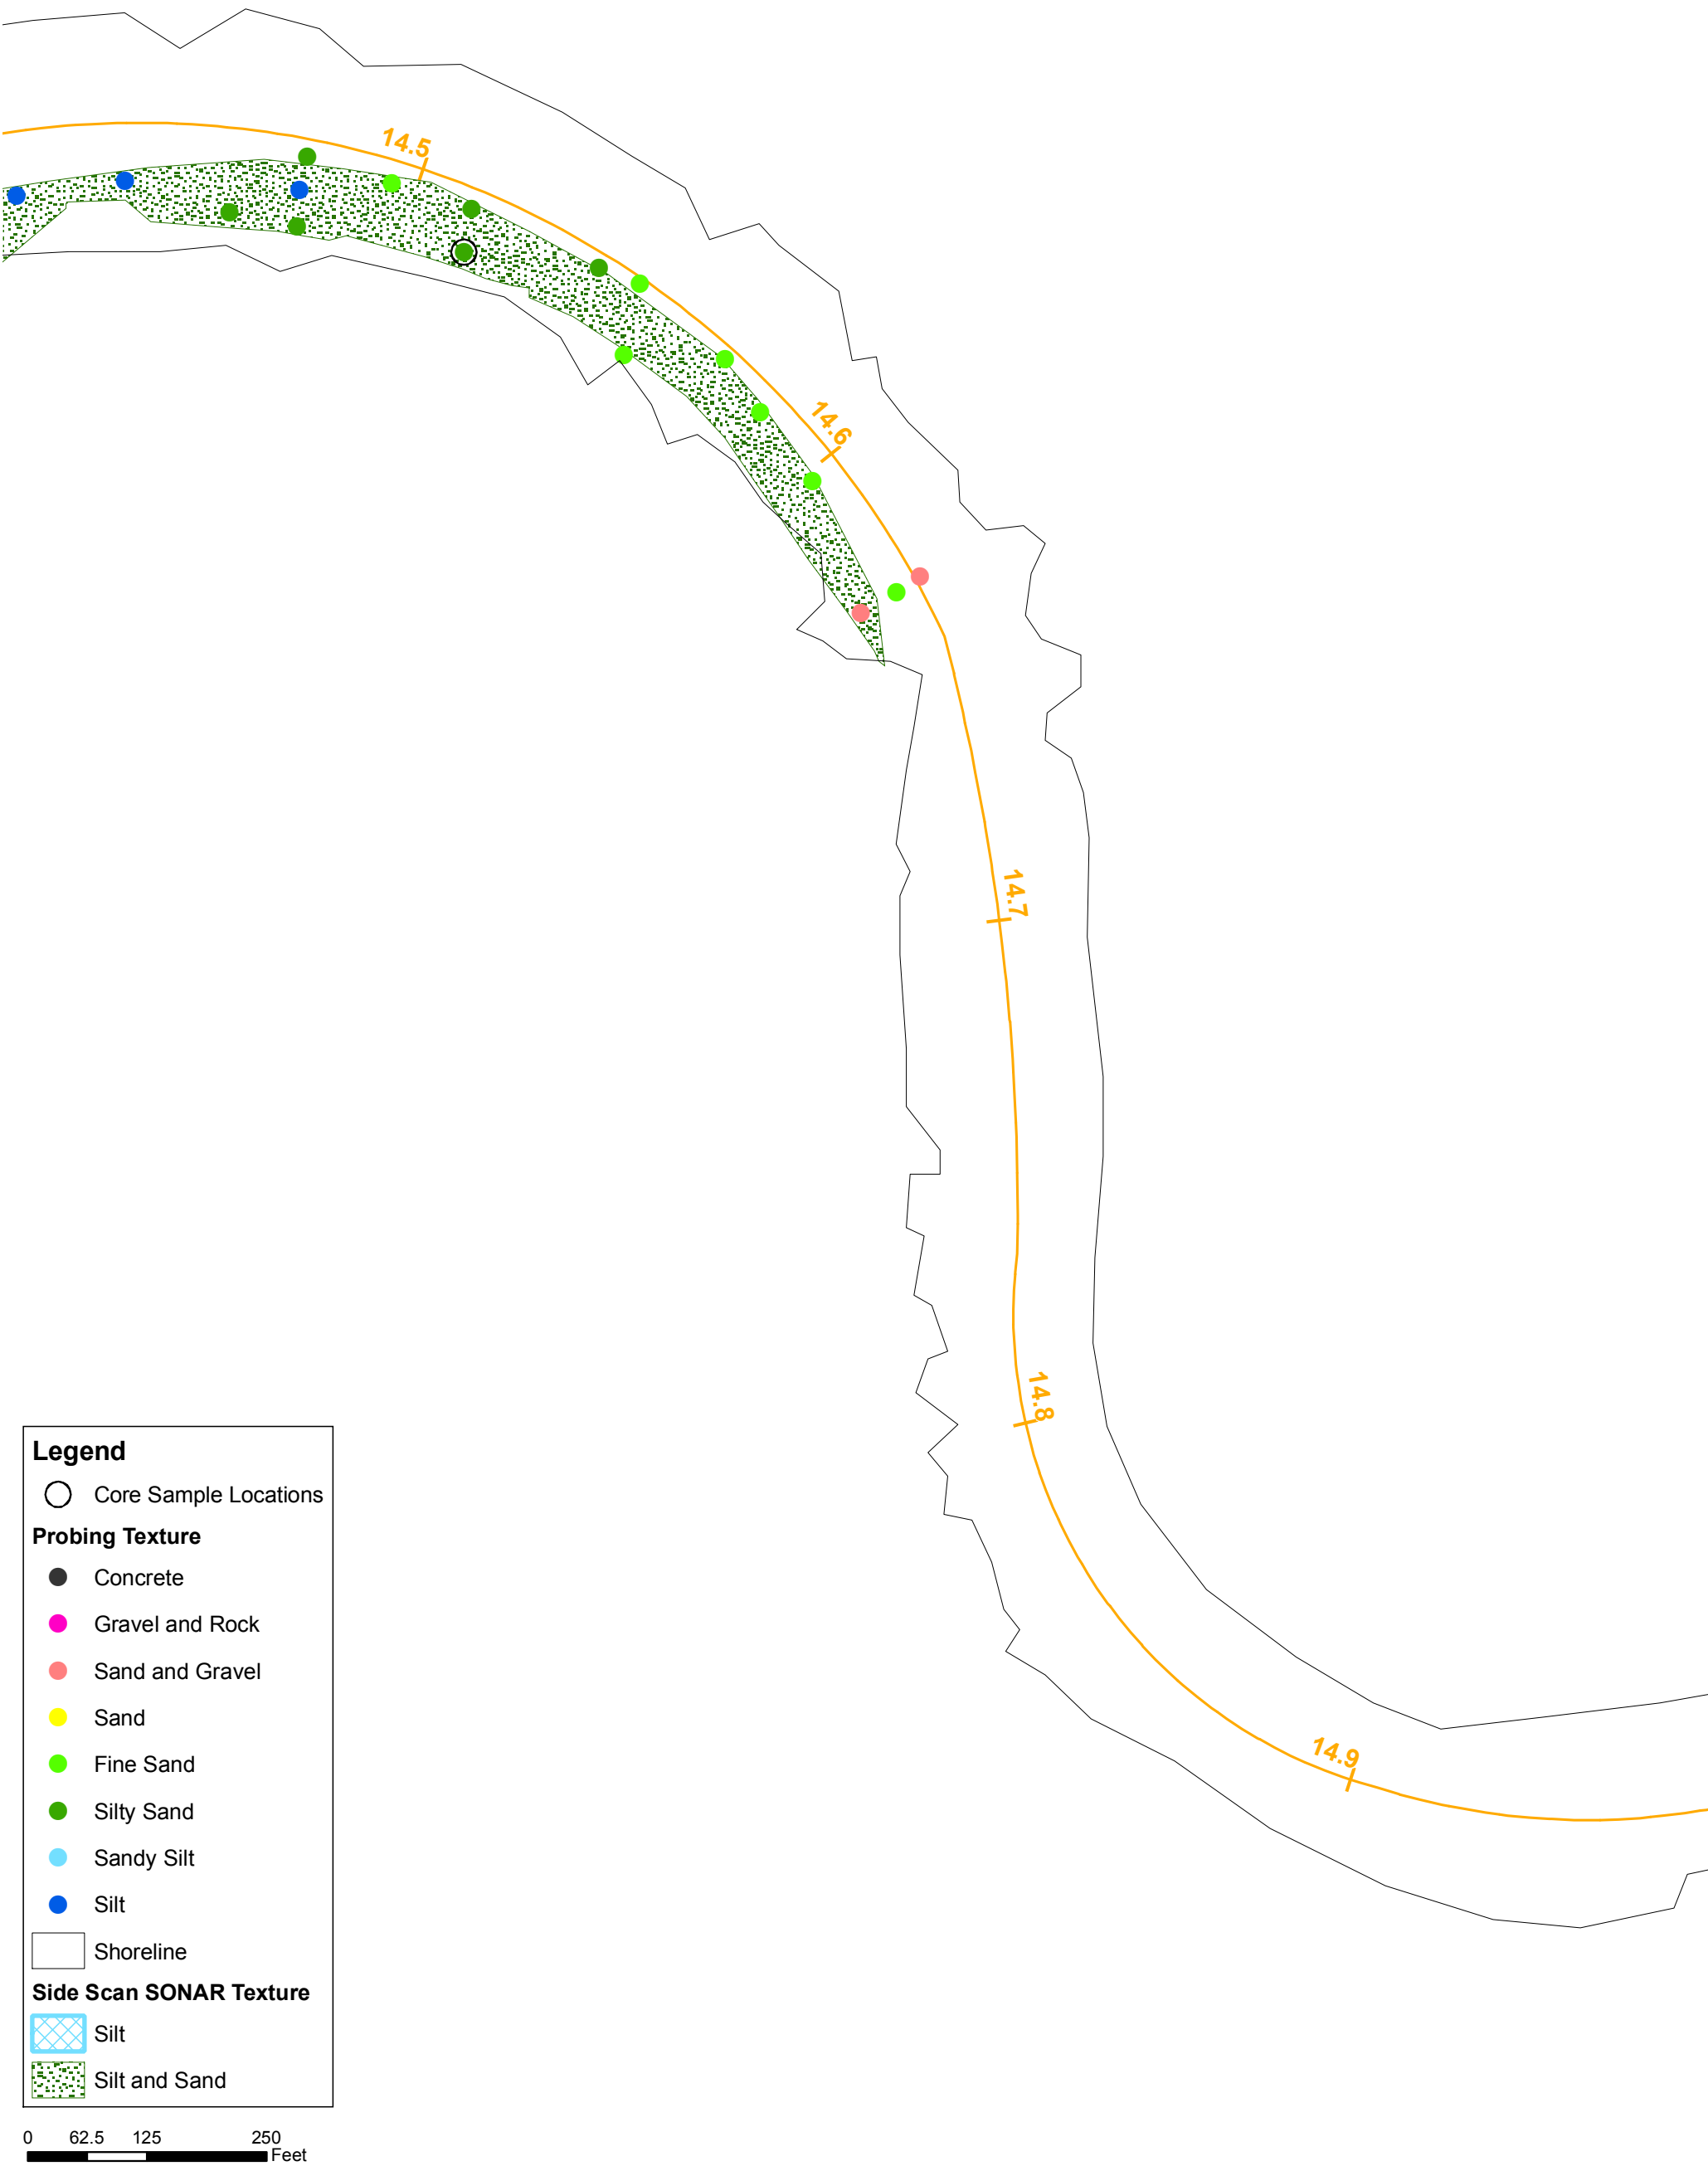 14.5
14.6
14.7
14.8
14.9
Legend
Core Sample Locations
Probing Texture
Concrete
Gravel and Rock
Sand and Gravel
Sand
Fine Sand
Silty Sand
Sandy Silt
Silt
Shoreline
Side Scan SONAR Texture
Silt
Silt and Sand
0 62.5 125 250
Feet